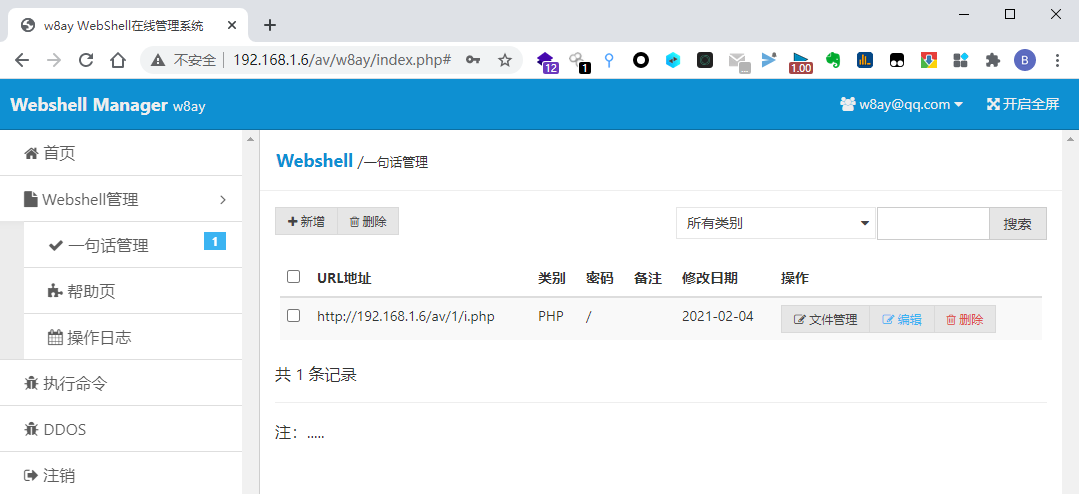 w8ay WebShell在线管理系统
不安全 192.168.1.6/av/w8ay/index.php#
12 1 ... 1.00 B
Webshell Manager w8ay
w8ay@qq.com 开启全屏
首页
Webshell管理
一句话管理 1
帮助页
操作日志
执行命令
DDOS
注销
Webshell /一句话管理
新增 删除 所有类别 搜索
URL地址 类别 密码 备注 修改日期 操作
http://192.168.1.6/av/1/i.php PHP / 2021-02-04 文件管理 编辑 删除
共 1 条记录
注：.....